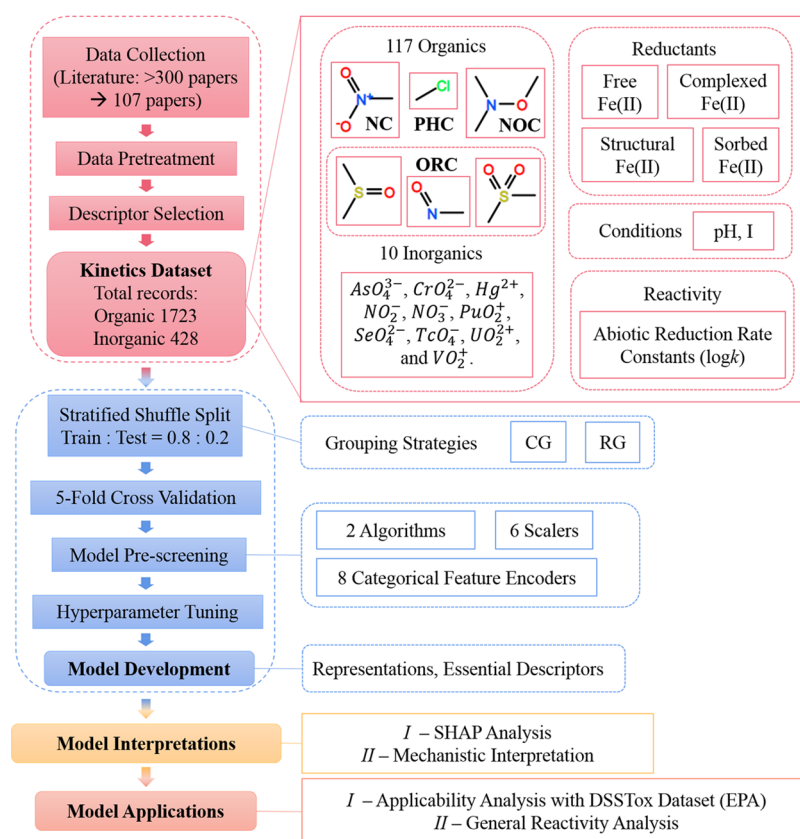 Data Collection
(Literature: >300 papers
→ 107 papers)
Data Pretreatment
Descriptor Selection
Kinetics Dataset
Total records:
Organic 1723
Inorganic 428
117 Organics
O
N+
O-
NC
Cl
PHC
N
O
NOC
ORC
S
O
O
N
O
O
S
10 Inorganics
AsO₄³⁻, CrO₄²⁻, Hg²⁺,
NO₂⁻, NO₃⁻, PuO₂⁺,
SeO₄²⁻, TcO₄⁻, UO₂²⁺,
and VO₂⁺.
Reductants
Free
Fe(II)
Complexed
Fe(II)
Structural
Fe(II)
Sorbed
Fe(II)
Conditions
pH, I
Reactivity
Abiotic Reduction Rate
Constants (logk)
Stratified Shuffle Split
Train : Test = 0.8 : 0.2
Grouping Strategies
CG
RG
5-Fold Cross Validation
Model Pre-screening
2 Algorithms
6 Scalers
8 Categorical Feature Encoders
Hyperparameter Tuning
Model Development
Representations, Essential Descriptors
Model Interpretations
I – SHAP Analysis
II – Mechanistic Interpretation
Model Applications
I – Applicability Analysis with DSSTox Dataset (EPA)
II – General Reactivity Analysis